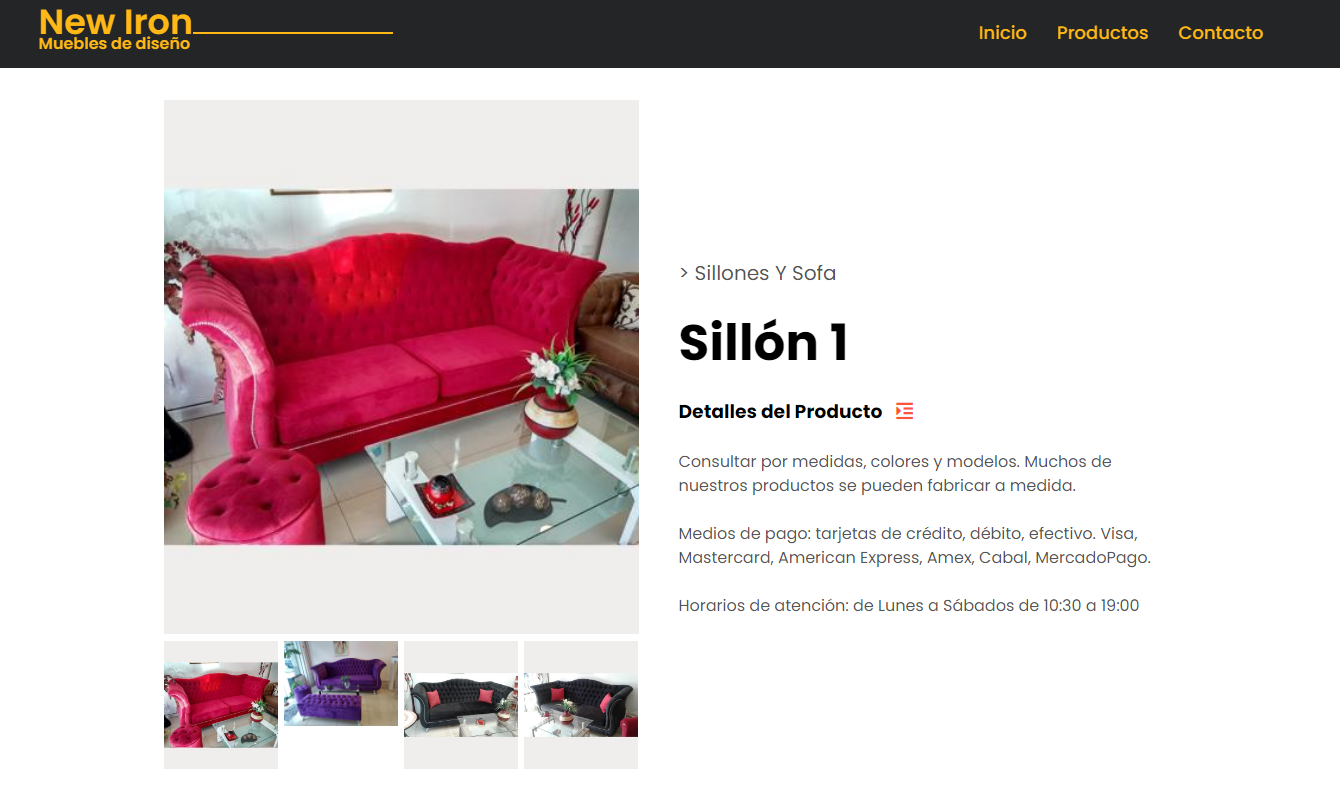 New Iron
Muebles de diseño
Inicio
Productos
Contacto
> Sillones Y Sofa
Sillón 1
Detalles del Producto
Consultar por medidas, colores y modelos. Muchos de
nuestros productos se pueden fabricar a medida.
Medios de pago: tarjetas de crédito, débito, efectivo. Visa,
Mastercard, American Express, Amex, Cabal, MercadoPago.
Horarios de atención: de Lunes a Sábados de 10:30 a 19:00